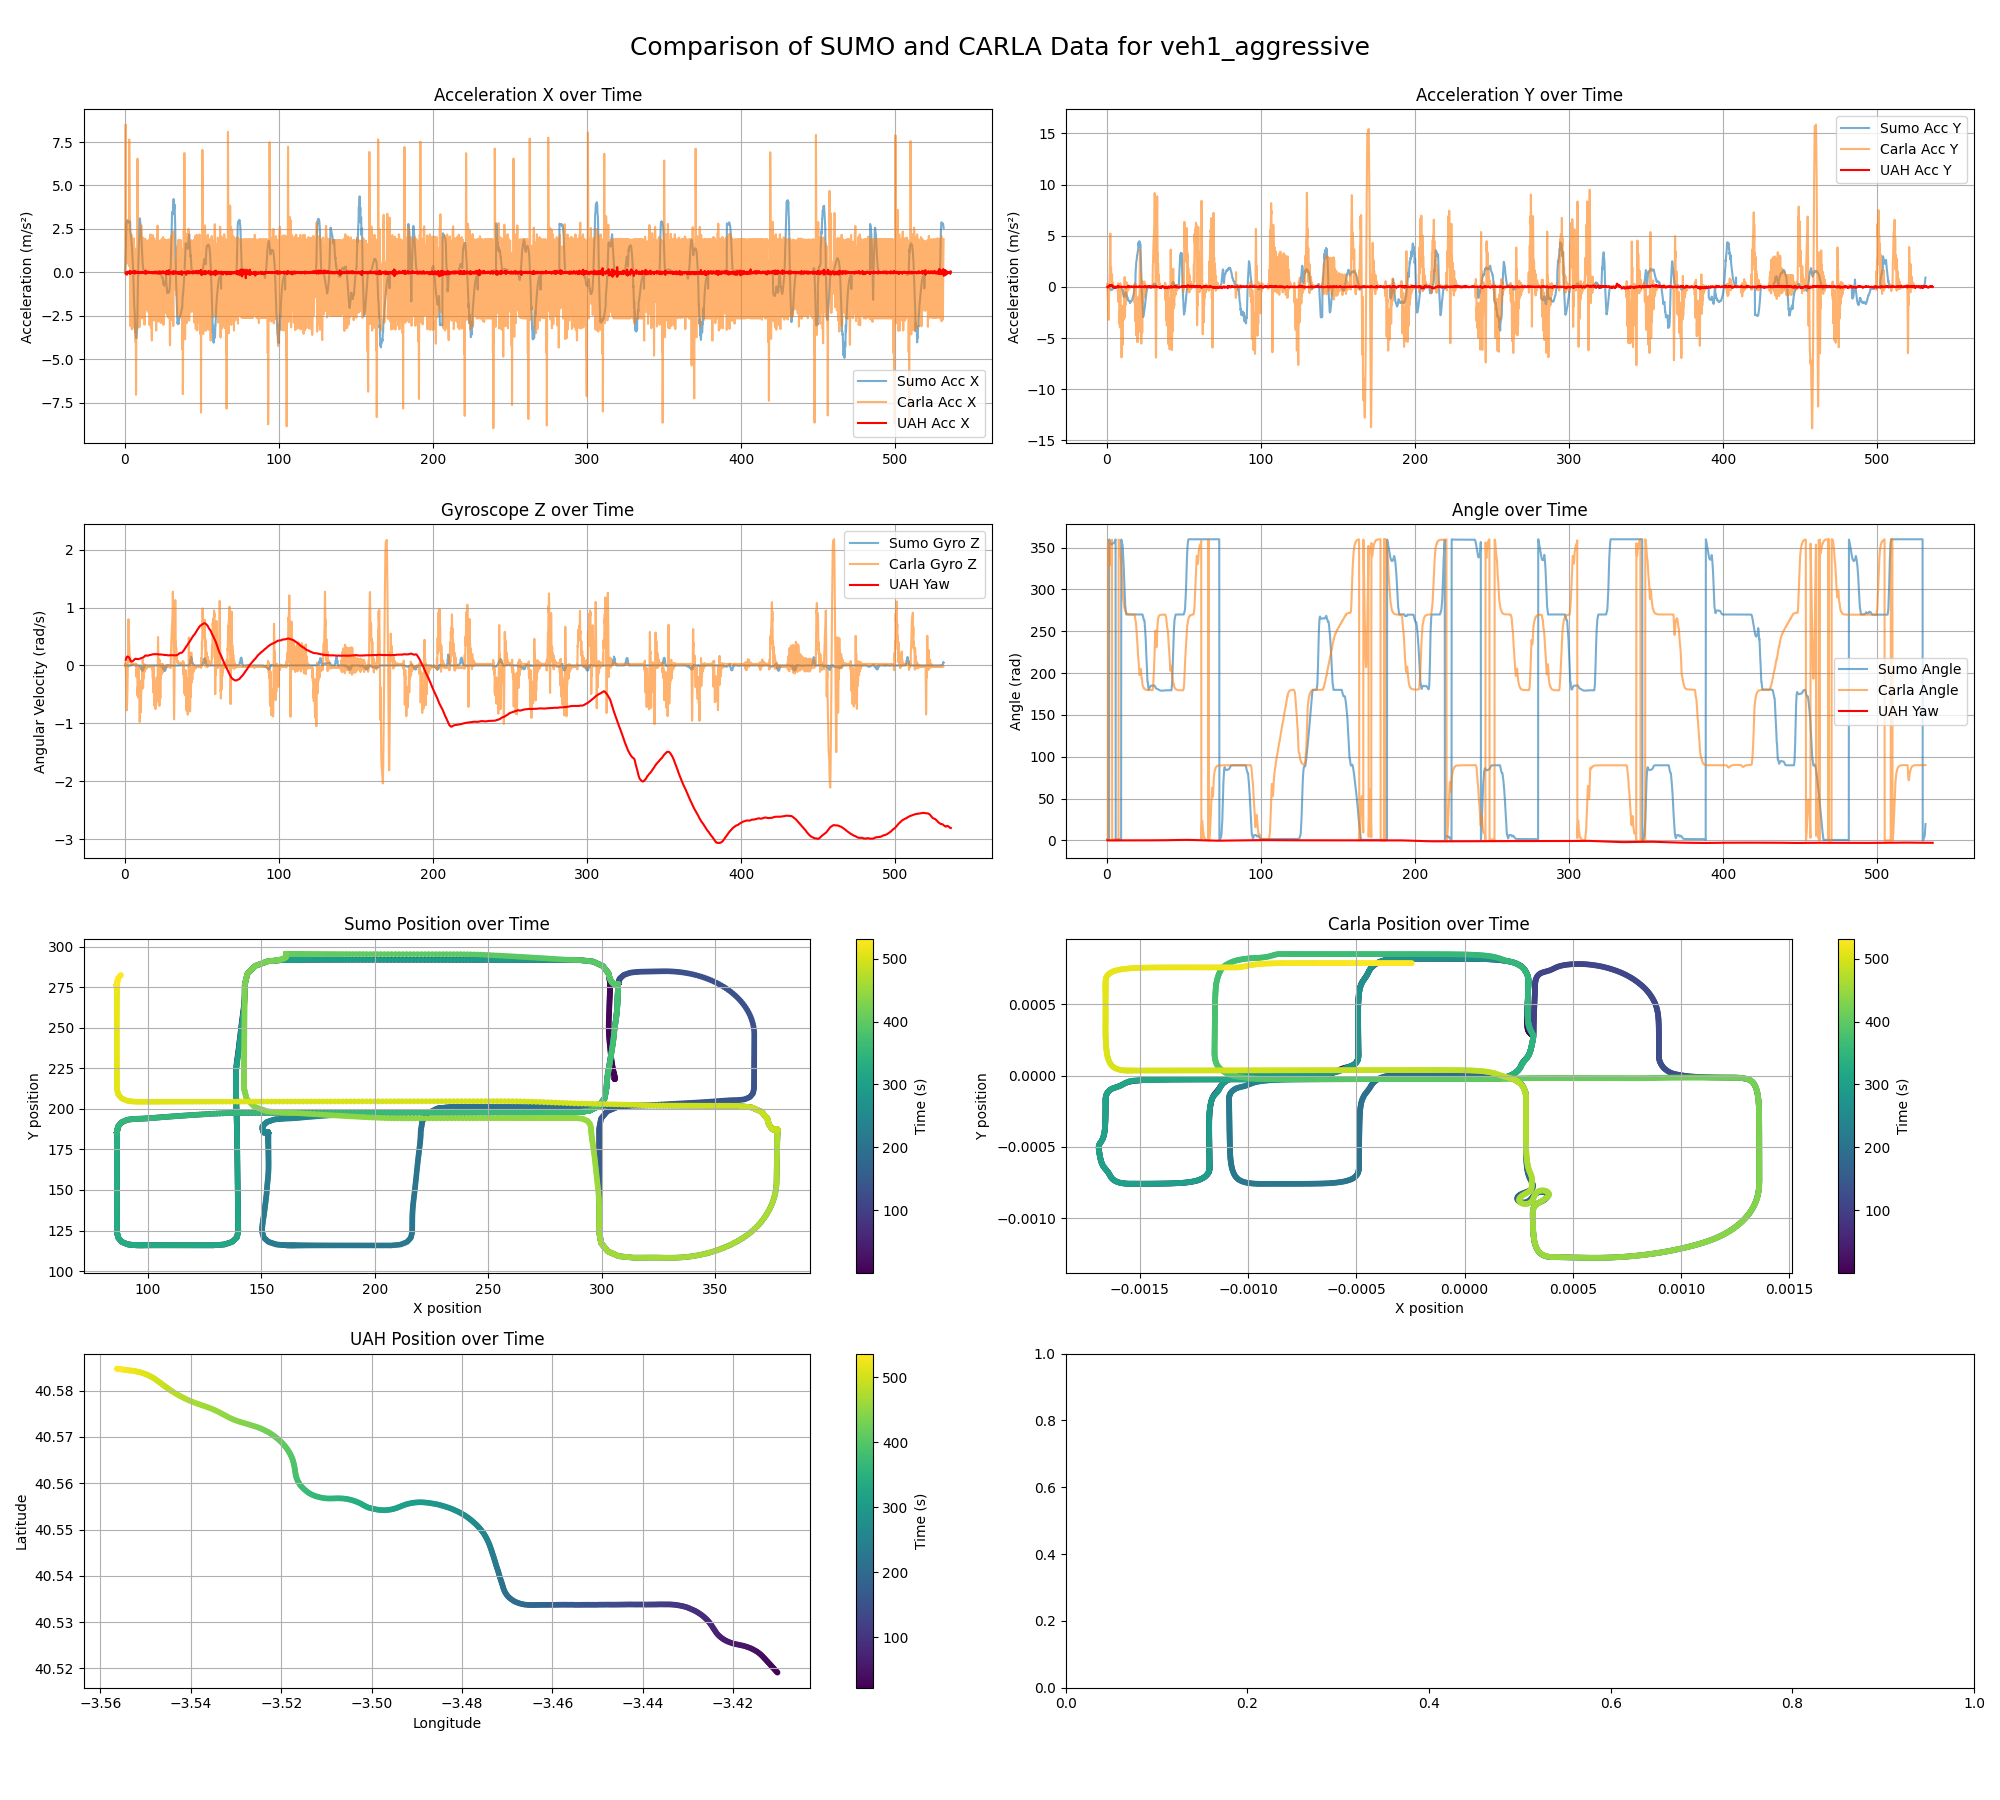 Comparison of SUMO and CARLA Data for veh1_aggressive
Acceleration X over Time
Acceleration (m/s²)
7.5
5.0
2.5
0.0
−2.5
−5.0
−7.5
0 100 200 300 400 500
Sumo Acc X
Carla Acc X
UAH Acc X
Acceleration Y over Time
Acceleration (m/s²)
15
10
5
0
−5
−10
−15
0 100 200 300 400 500
Sumo Acc Y
Carla Acc Y
UAH Acc Y
Gyroscope Z over Time
Angular Velocity (rad/s)
2
1
0
−1
−2
−3
0 100 200 300 400 500
Sumo Gyro Z
Carla Gyro Z
UAH Yaw
Angle over Time
Angle (rad)
350
300
250
200
150
100
50
0
0 100 200 300 400 500
Sumo Angle
Carla Angle
UAH Yaw
Sumo Position over Time
Y position
300
275
250
225
200
175
150
125
100
100 150 200 250 300 350
X position
500
400
300
200
100
Time (s)
Carla Position over Time
Y position
0.0005
0.0000
−0.0005
−0.0010
−0.0015 −0.0010 −0.0005 0.0000 0.0005 0.0010 0.0015
X position
500
400
300
200
100
Time (s)
UAH Position over Time
Latitude
40.58
40.57
40.56
40.55
40.54
40.53
40.52
−3.56 −3.54 −3.52 −3.50 −3.48 −3.46 −3.44 −3.42
Longitude
500
400
300
200
100
Time (s)
1.0
0.8
0.6
0.4
0.2
0.0
0.0 0.2 0.4 0.6 0.8 1.0